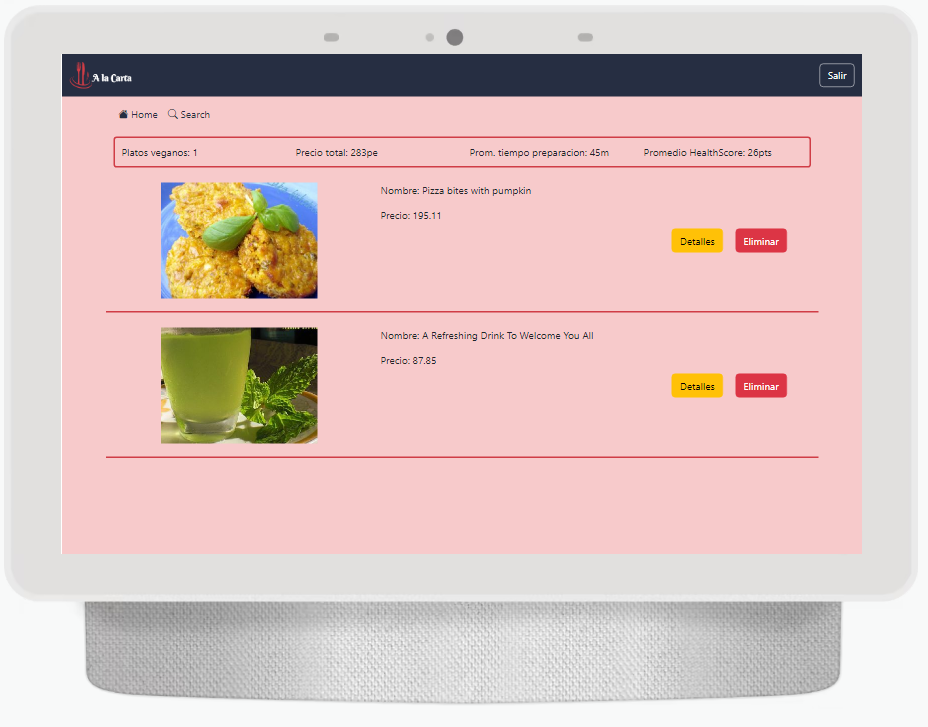 A la Carta
Salir
Home Search
Platos veganos: 1 Precio total: 283pe Prom. tiempo preparacion: 45m Promedio HealthScore: 26pts
Nombre: Pizza bites with pumpkin
Precio: 195.11
Detalles Eliminar
Nombre: A Refreshing Drink To Welcome You All
Precio: 87.85
Detalles Eliminar